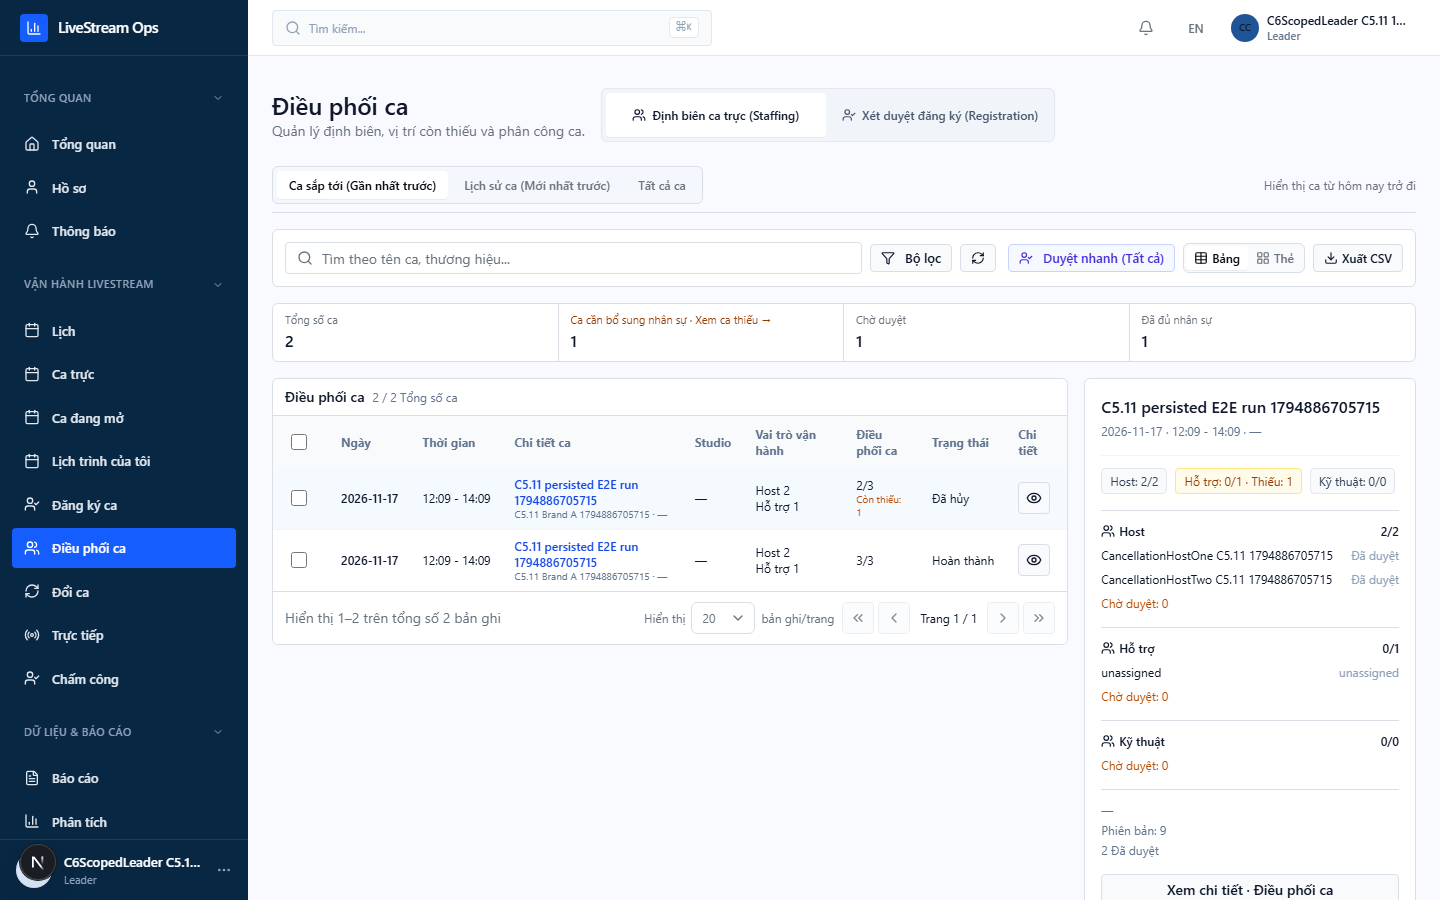 LiveStream Ops
TỔNG QUAN
Tổng quan
Hồ sơ
Thông báo
VẬN HÀNH LIVESTREAM
Lịch
Ca trực
Ca đang mở
Lịch trình của tôi
Đăng ký ca
Điều phối ca
Đổi ca
Trực tiếp
Chấm công
DỮ LIỆU & BÁO CÁO
Báo cáo
Phân tích
N
C6ScopedLeader C5.1...
Leader
Tìm kiếm...
⌘K
EN
CC
C6ScopedLeader C5.11 1...
Leader
Điều phối ca
Quản lý định biên, vị trí còn thiếu và phân công ca.
Định biên ca trực (Staffing)
Xét duyệt đăng ký (Registration)
Ca sắp tới (Gần nhất trước)
Lịch sử ca (Mới nhất trước)
Tất cả ca
Hiển thị ca từ hôm nay trở đi
Tìm theo tên ca, thương hiệu...
Bộ lọc
Duyệt nhanh (Tất cả)
Bảng
Thẻ
Xuất CSV
Tổng số ca
2
Ca cần bổ sung nhân sự · Xem ca thiếu →
1
Chờ duyệt
1
Đã đủ nhân sự
1
Điều phối ca 2 / 2 Tổng số ca
Ngày
Thời gian
Chi tiết ca
Studio
Vai trò vận
hành
Điều
phối ca
Trạng thái
Chi
tiết
2026-11-17
12:09 - 14:09
C5.11 persisted E2E run
1794886705715
C5.11 Brand A 1794886705715 · —
—
Host 2
Hỗ trợ 1
2/3
Còn thiếu:
1
Đã hủy
2026-11-17
12:09 - 14:09
C5.11 persisted E2E run
1794886705715
C5.11 Brand A 1794886705715 · —
—
Host 2
Hỗ trợ 1
3/3
Hoàn thành
Hiển thị 1–2 trên tổng số 2 bản ghi
Hiển thị
20
bản ghi/trang
Trang 1 / 1
C5.11 persisted E2E run 1794886705715
2026-11-17 · 12:09 - 14:09 · —
Host: 2/2
Hỗ trợ: 0/1 · Thiếu: 1
Kỹ thuật: 0/0
Host 2/2
CancellationHostOne C5.11 1794886705715 Đã duyệt
CancellationHostTwo C5.11 1794886705715 Đã duyệt
Chờ duyệt: 0
Hỗ trợ 0/1
unassigned unassigned
Chờ duyệt: 0
Kỹ thuật 0/0
Chờ duyệt: 0
—
Phiên bản: 9
2 Đã duyệt
Xem chi tiết · Điều phối ca